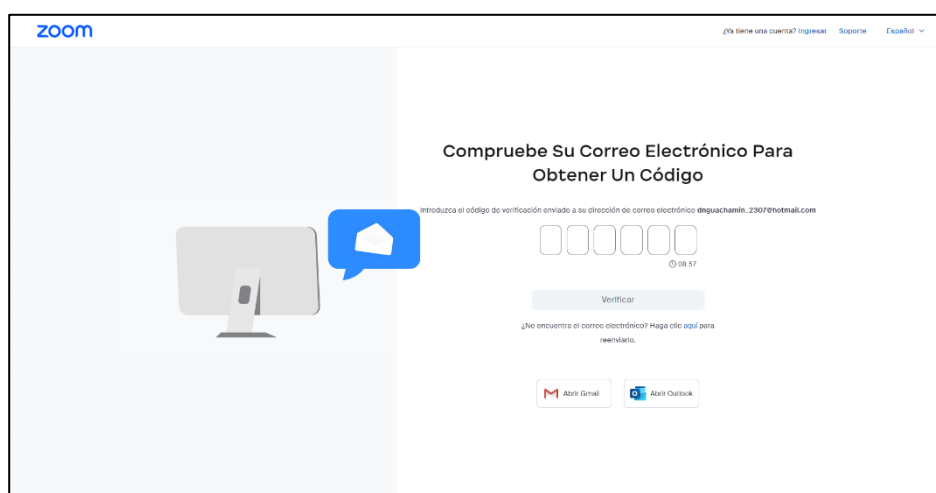 zoom
¿Ya tiene una cuenta? Ingresar Soporte Español
Compruebe Su Correo Electrónico Para
Obtener Un Código
Introduzca el código de verificación enviado a su dirección de correo electrónico dnguachamin_2307@hotmail.com
08:57
Verificar
¿No encuentra el correo electrónico? Haga clic aquí para
reenviarlo.
Abrir Gmail Abrir Outlook